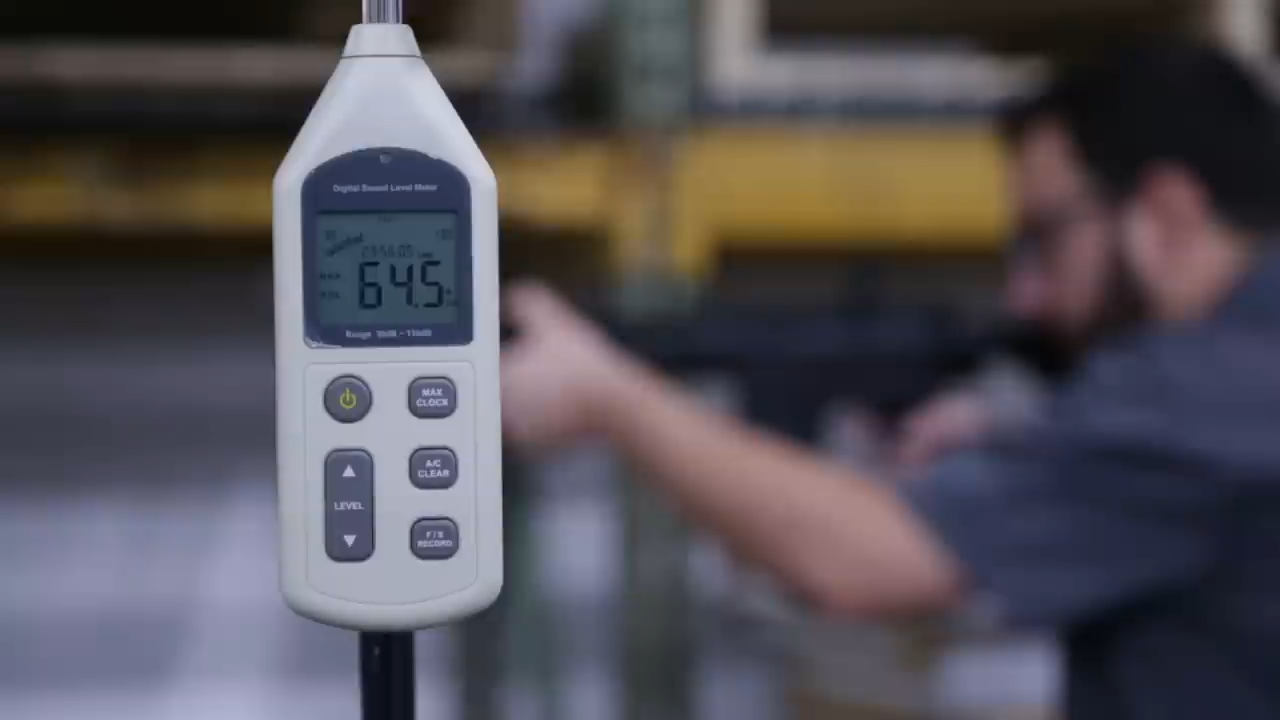 Digital Sound Level Meter
64.5
MAX
CLOCK
A/C
CLEAR
LEVEL
F/S
RECORD